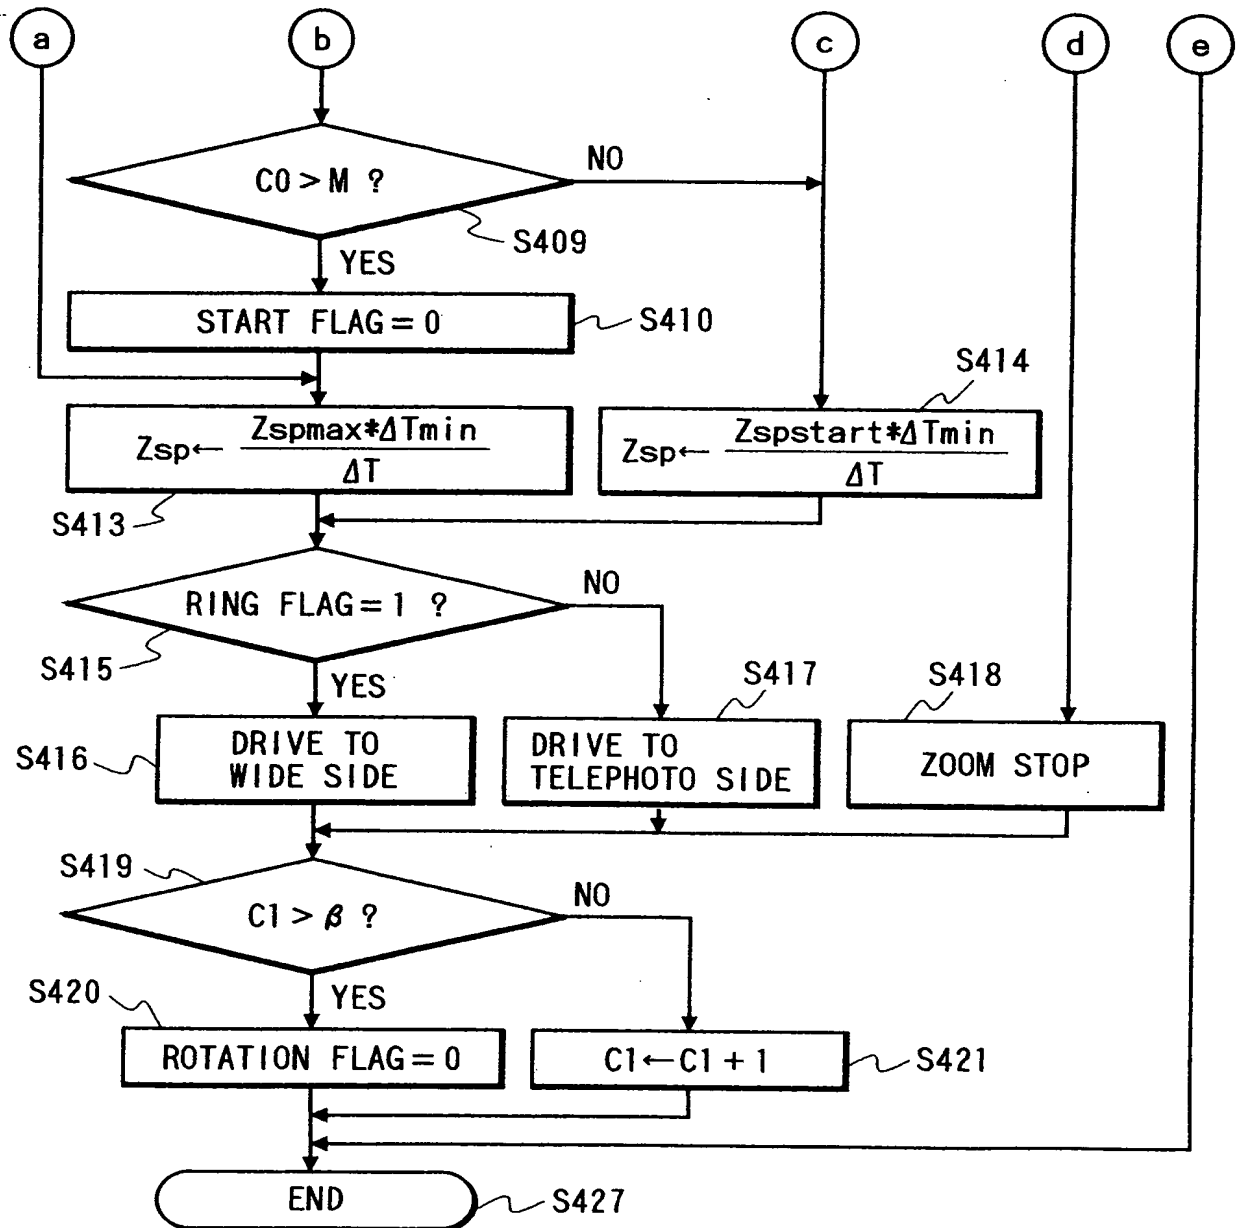 a
b
c
d
e
C0 > M ?
NO
S409
YES
START FLAG = 0
S410
S414
Zsp← Zspmax*ΔTmin
ΔT
Zsp← Zspstart*ΔTmin
ΔT
S413
RING FLAG = 1 ?
NO
S415
YES
S417
S418
S416
DRIVE TO
WIDE SIDE
DRIVE TO
TELEPHOTO SIDE
ZOOM STOP
S419
C1 > β ?
NO
S420
YES
ROTATION FLAG = 0
C1←C1 + 1
S421
END
S427